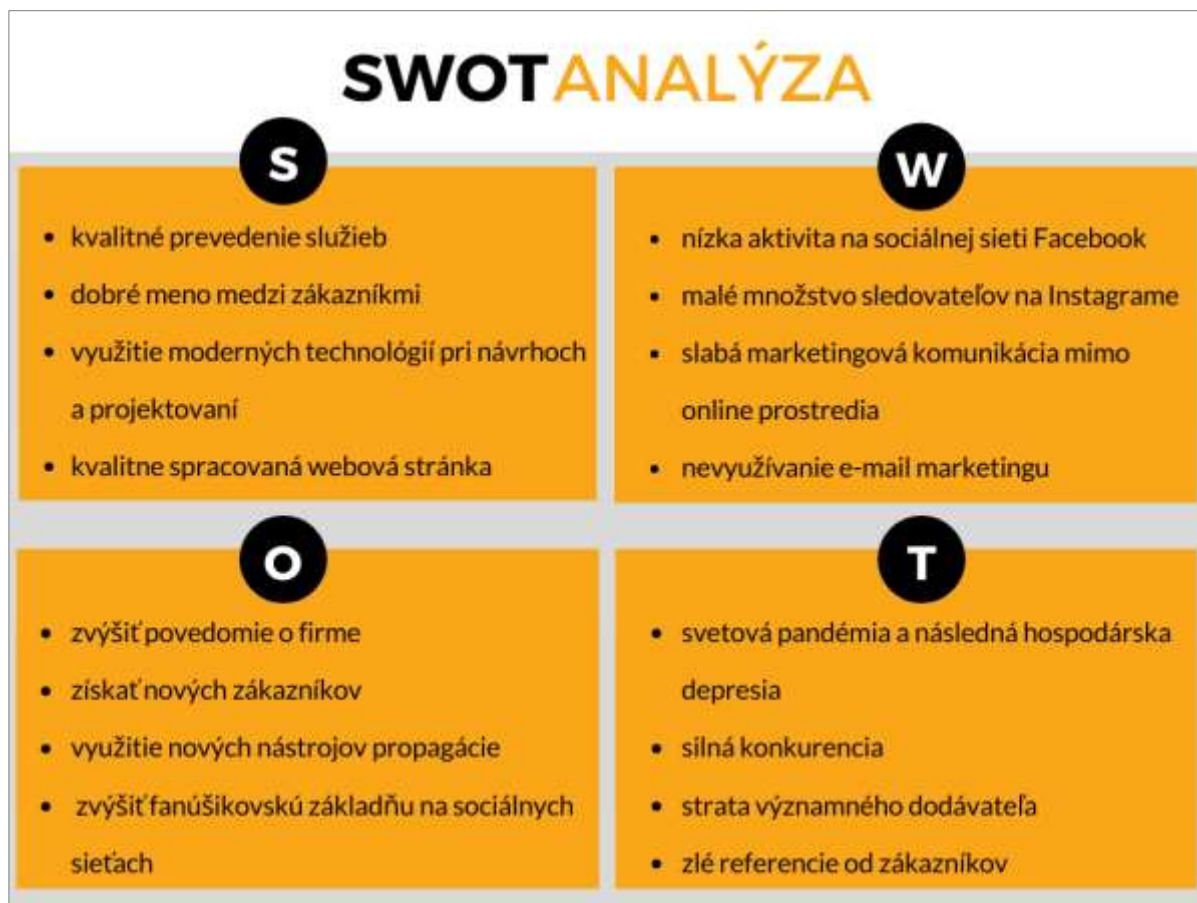 SWOT ANALÝZA
S
• kvalitné prevedenie služieb
• dobré meno medzi zákazníkmi
• využitie moderných technológií pri návrhoch
a projektovaní
• kvalitne spracovaná webová stránka
W
• nízka aktivita na sociálnej sieti Facebook
• malé množstvo sledovateľov na Instagrame
• slabá marketingová komunikácia mimo
online prostredia
• nevyužívanie e-mail marketingu
O
• zvýšiť povedomie o firme
• získať nových zákazníkov
• využitie nových nástrojov propagácie
• zvýšiť fanúšikovskú základňu na sociálnych
sieťach
T
• svetová pandémia a následná hospodárska
depresia
• silná konkurencia
• strata významného dodávateľa
• zlé referencie od zákazníkov